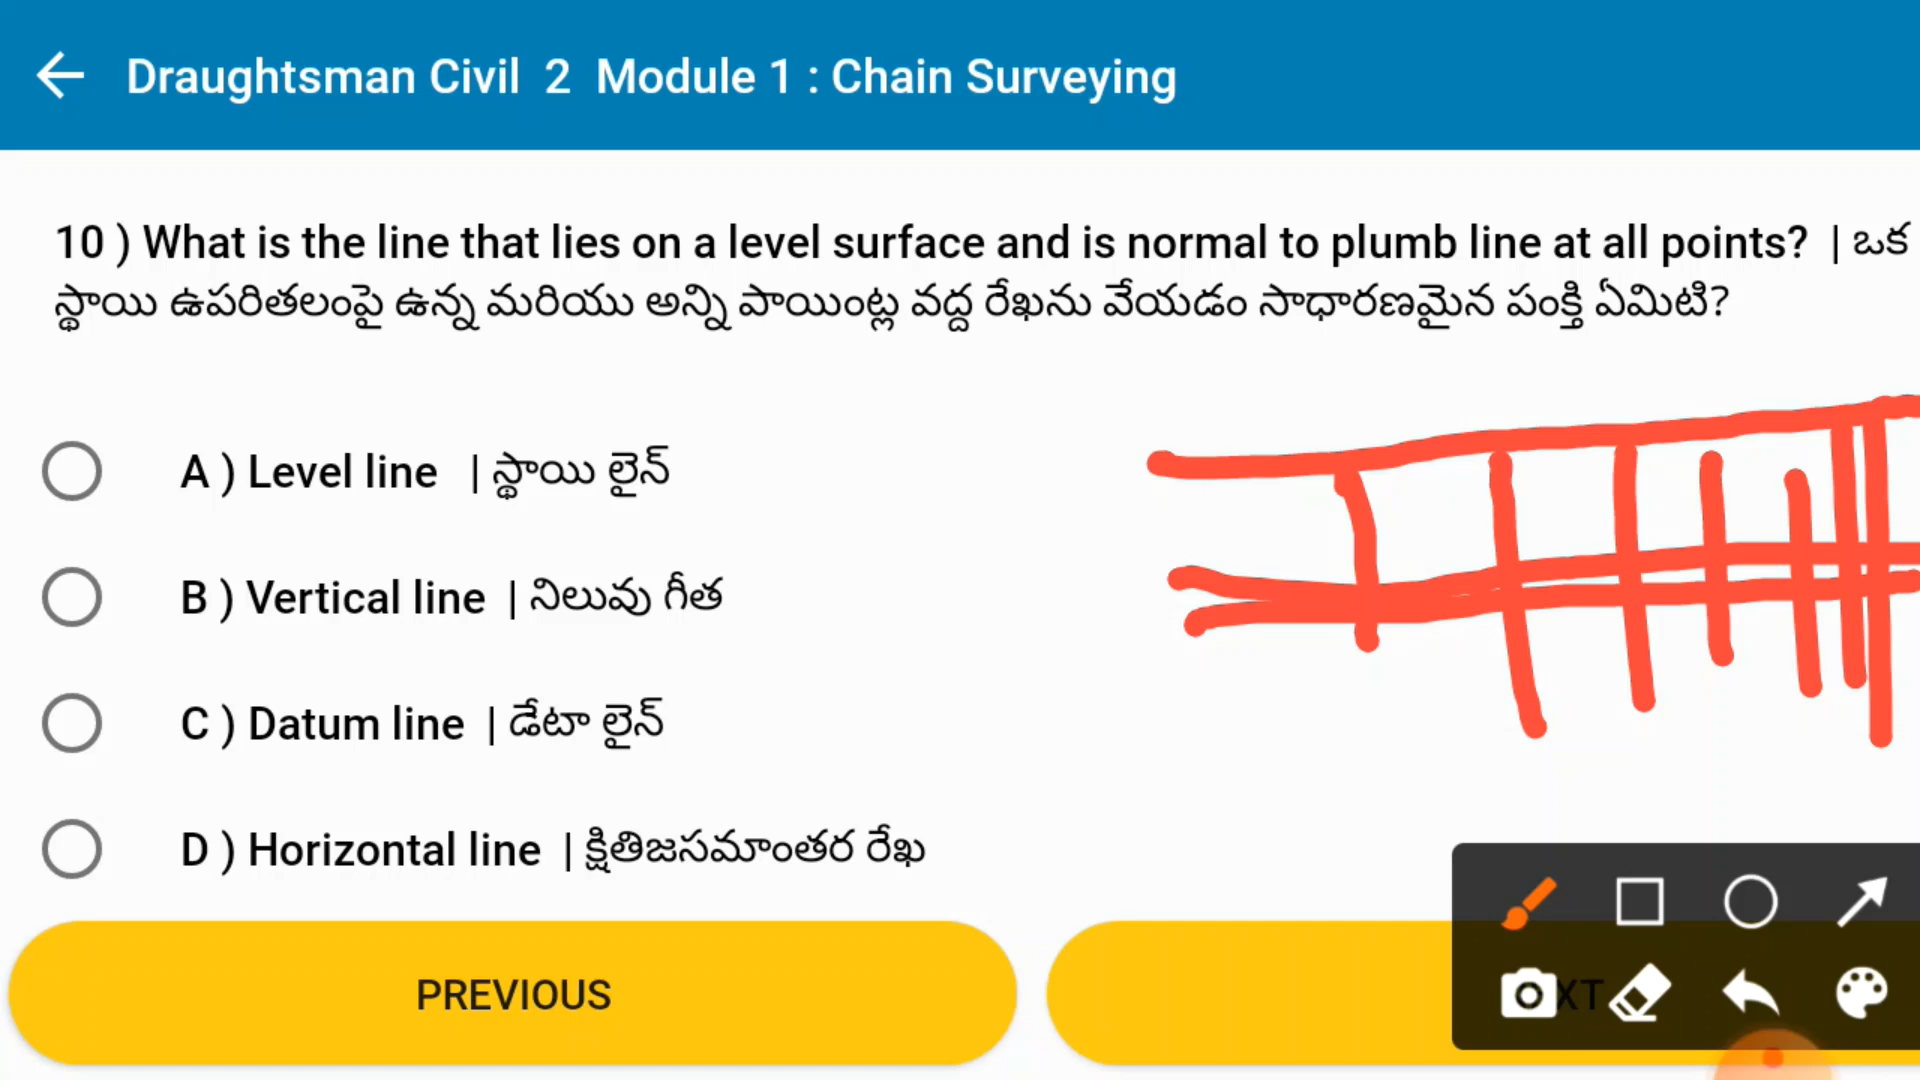 Draughtsman Civil 2 Module 1 : Chain Surveying
10 ) What is the line that lies on a level surface and is normal to plumb line at all points? | ఒక
స్థాయి ఉపరితలంపై ఉన్న మరియు అన్ని పాయింట్ల వద్ద రేఖను వేయడం సాధారణమైన పంక్తి ఏమిటి?
A ) Level line | స్థాయి లైన్
B ) Vertical line | నిలువు గీత
C ) Datum line | డేటా లైన్
D ) Horizontal line | క్షితిజసమాంతర రేఖ
PREVIOUS
XT